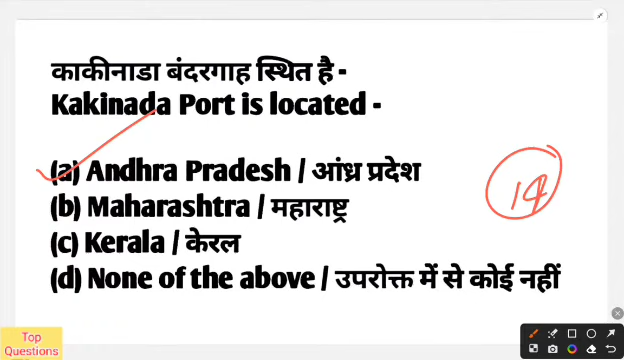 काकीनाडा बंदरगाह स्थित है -
Kakinada Port is located -
(a) Andhra Pradesh / आंध्र प्रदेश
14
(b) Maharashtra / महाराष्ट्र
(c) Kerala / केरल
(d) None of the above / उपरोक्त में से कोई नहीं
Top
Questions